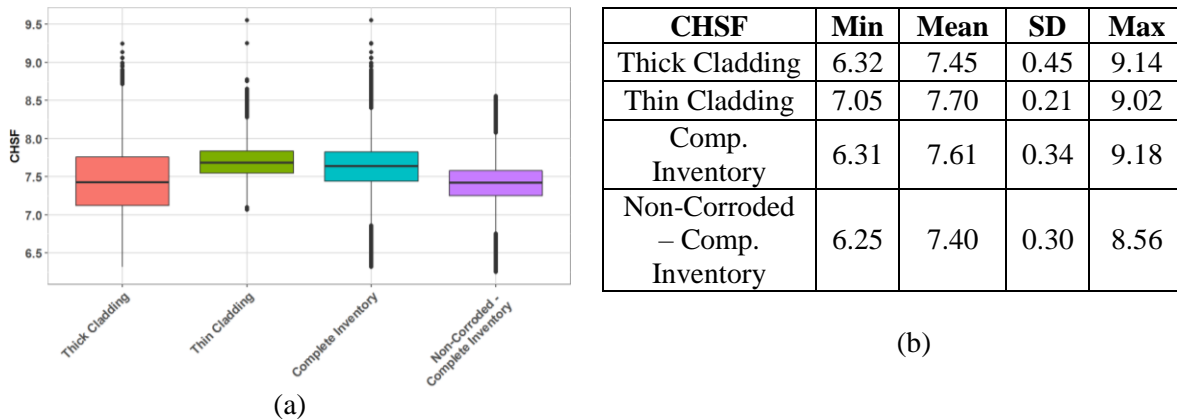 9.5
9.0
8.5
8.0
7.5
7.0
6.5
CHSF
Thick Cladding
Thin Cladding
Complete Inventory
Non-Corroded -
Complete Inventory
(a)
CHSF Min Mean SD Max
Thick Cladding 6.32 7.45 0.45 9.14
Thin Cladding 7.05 7.70 0.21 9.02
Comp.
Inventory 6.31 7.61 0.34 9.18
Non-Corroded
– Comp. 6.25 7.40 0.30 8.56
Inventory
(b)